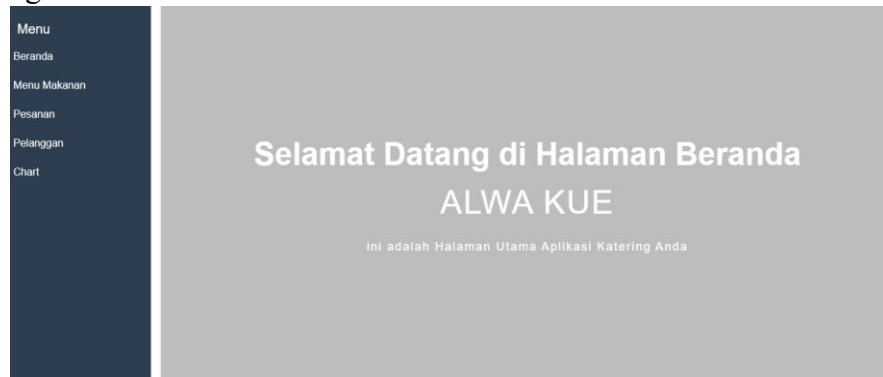 Menu
Beranda
Menu Makanan
Pesanan
Pelanggan
Chart
Selamat Datang di Halaman Beranda
ALWA KUE
ini adalah Halaman Utama Aplikasi Katering Anda